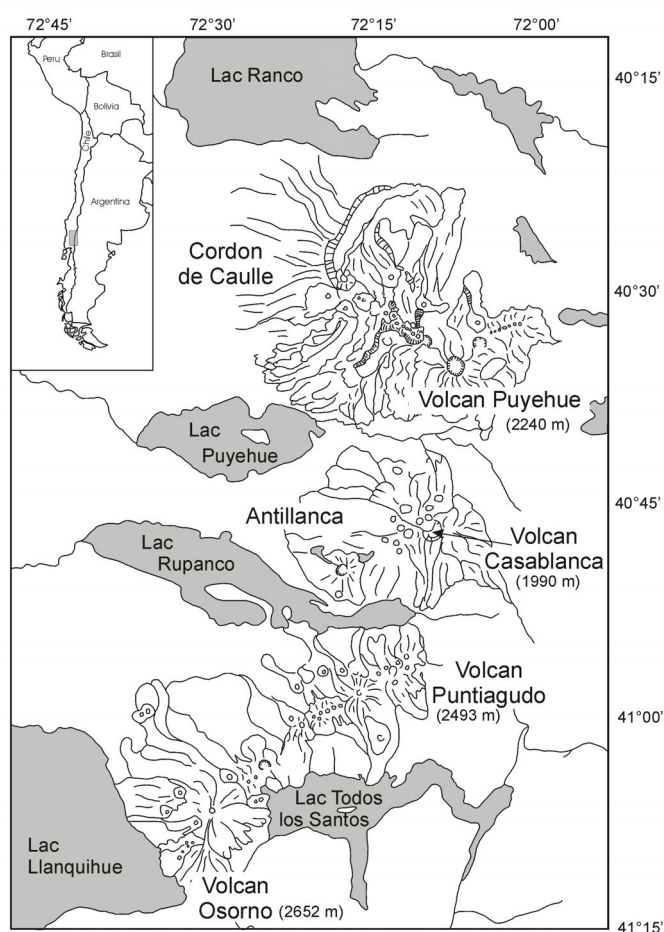 72°45'
72°30'
72°15'
72°00'
Peru
Brasil
Bolivia
Chile
Argentina
Lac Ranco
40°15'
Cordon
de Caulle
40°30'
Volcan Puyehue
(2240 m)
Lac
Puyehue
40°45'
Antillanca
Volcan
Casablanca
(1990 m)
Lac
Rupanco
Volcan
Puntiagudo
(2493 m)
41°00'
Lac Todos
los Santos
Lac
Llanquihue
Volcan
Osorno (2652 m)
41°15'